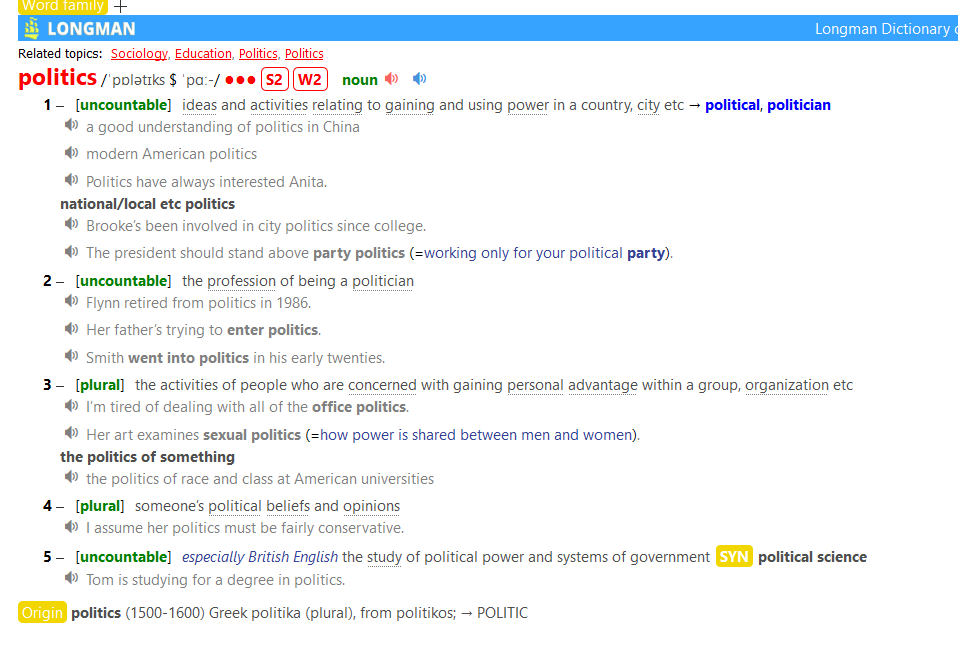 Word family +
LONGMAN Longman Dictionary
Related topics: Sociology, Education, Politics, Politics
politics /ˈpɒlətɪks $ ˈpɑː-/ ●●● S2 W2 noun
1 – [uncountable] ideas and activities relating to gaining and using power in a country, city etc → political, politician
a good understanding of politics in China
modern American politics
Politics have always interested Anita.
national/local etc politics
Brooke’s been involved in city politics since college.
The president should stand above party politics (=working only for your political party).
2 – [uncountable] the profession of being a politician
Flynn retired from politics in 1986.
Her father’s trying to enter politics.
Smith went into politics in his early twenties.
3 – [plural] the activities of people who are concerned with gaining personal advantage within a group, organization etc
I’m tired of dealing with all of the office politics.
Her art examines sexual politics (=how power is shared between men and women).
the politics of something
the politics of race and class at American universities
4 – [plural] someone’s political beliefs and opinions
I assume her politics must be fairly conservative.
5 – [uncountable] especially British English the study of political power and systems of government SYN political science
Tom is studying for a degree in politics.
Origin politics (1500-1600) Greek politika (plural), from politikos; → POLITIC